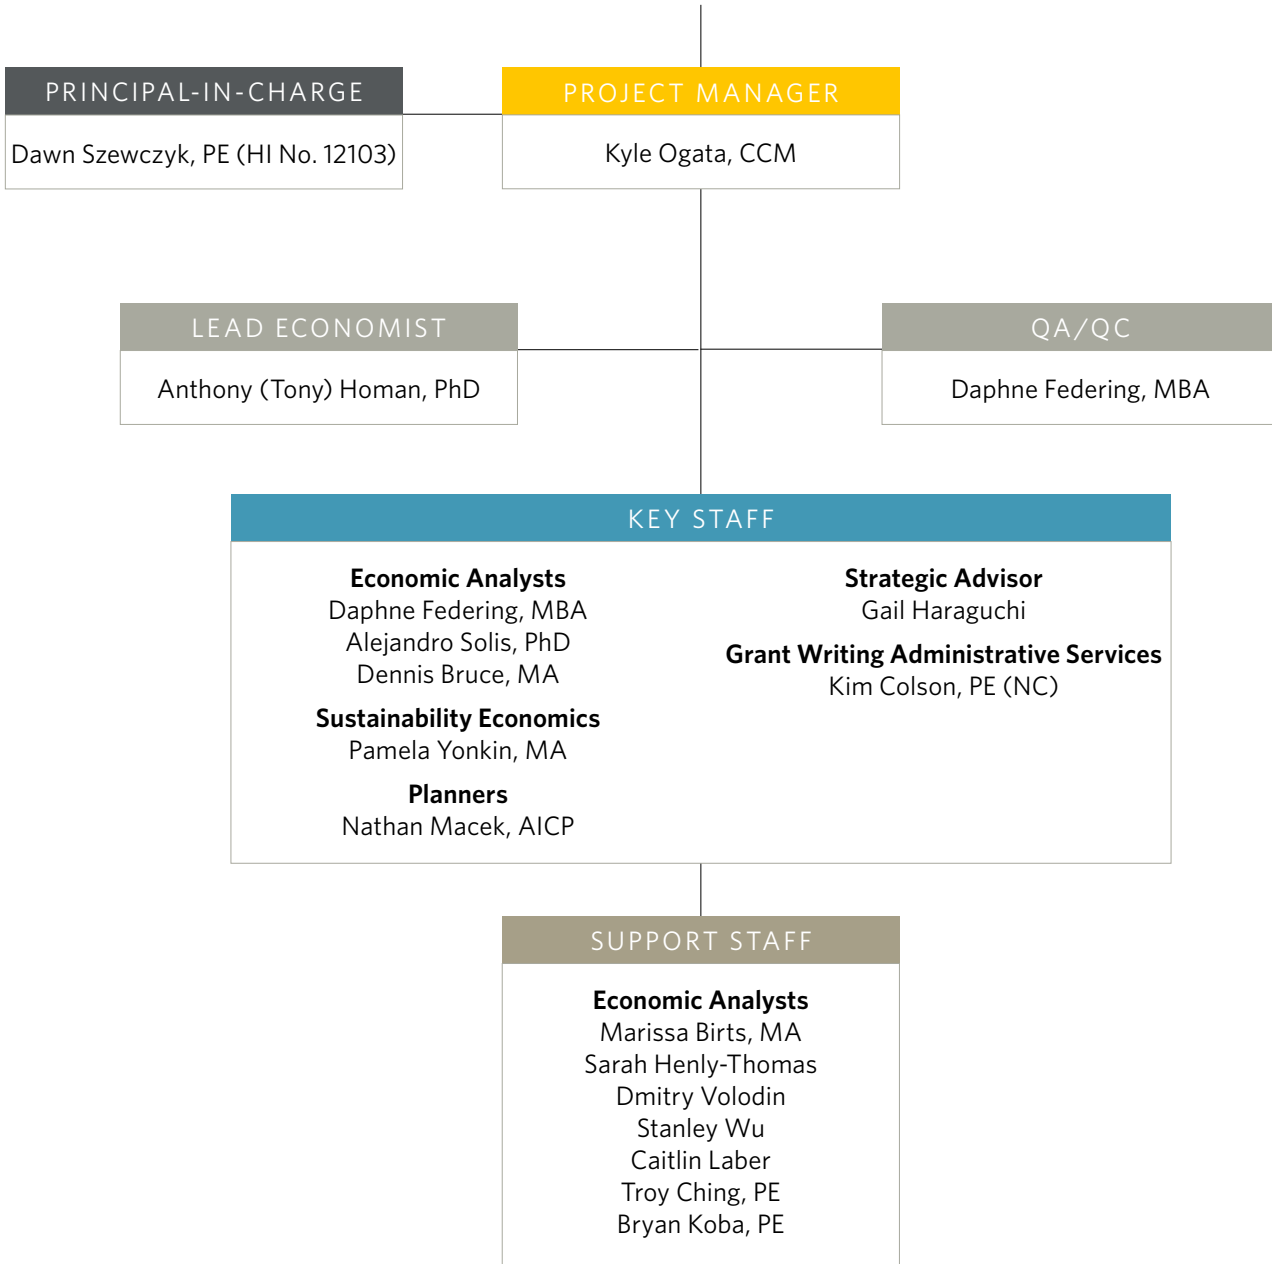 PRINCIPAL-IN-CHARGE
Dawn Szewczyk, PE (HI No. 12103)
PROJECT MANAGER
Kyle Ogata, CCM
LEAD ECONOMIST
Anthony (Tony) Homan, PhD
QA/QC
Daphne Federing, MBA
KEY STAFF
Economic Analysts
Daphne Federing, MBA
Alejandro Solis, PhD
Dennis Bruce, MA
Sustainability Economics
Pamela Yonkin, MA
Planners
Nathan Macek, AICP
Strategic Advisor
Gail Haraguchi
Grant Writing Administrative Services
Kim Colson, PE (NC)
SUPPORT STAFF
Economic Analysts
Marissa Birts, MA
Sarah Henly-Thomas
Dmitry Volodin
Stanley Wu
Caitlin Laber
Troy Ching, PE
Bryan Koba, PE